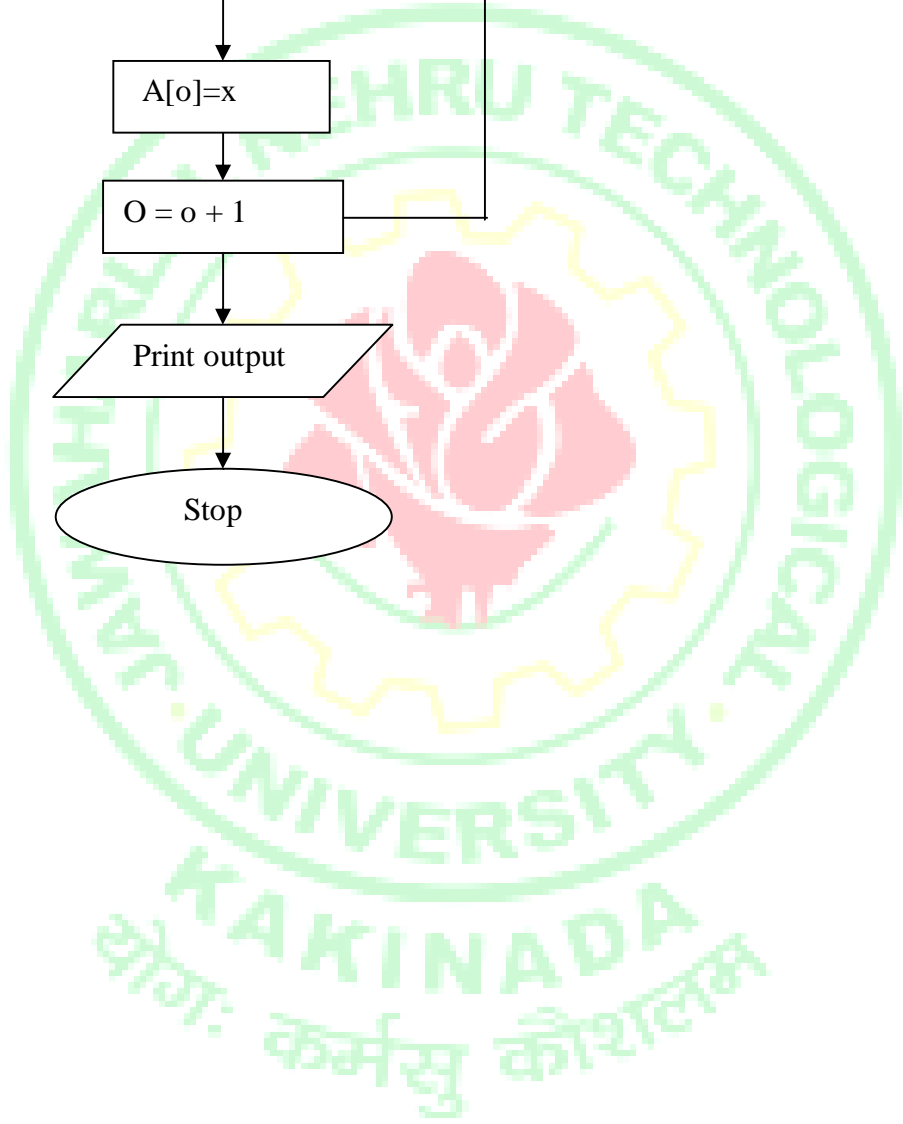 A[o]=x
O = o + 1
Print output
Stop
JAWAHARLAL NEHRU TECHNOLOGICAL
UNIVERSITY
KAKINADA
योगः कर्मसु कौशलम